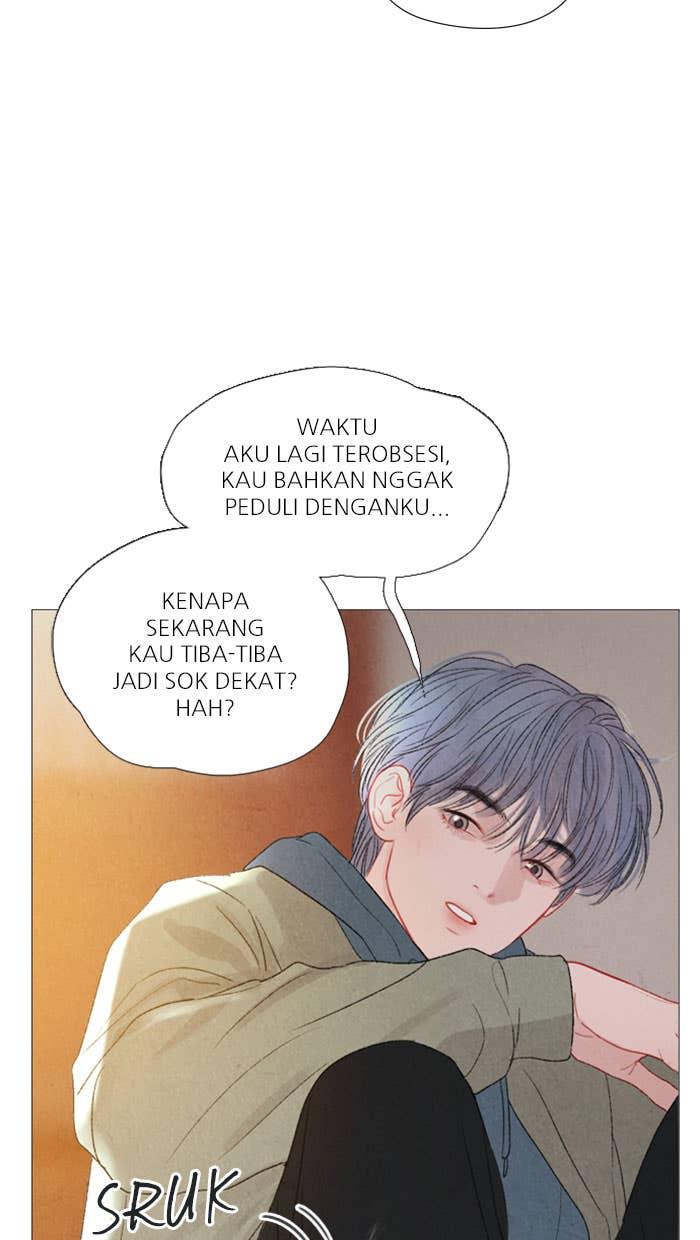 WAKTU
AKU LAGI TEROBSESI,
KAU BAHKAN NGGAK
PEDULI DENGANKU...
KENAPA
SEKARANG
KAU TIBA-TIBA
JADI SOK DEKAT?
HAH?
SRUK